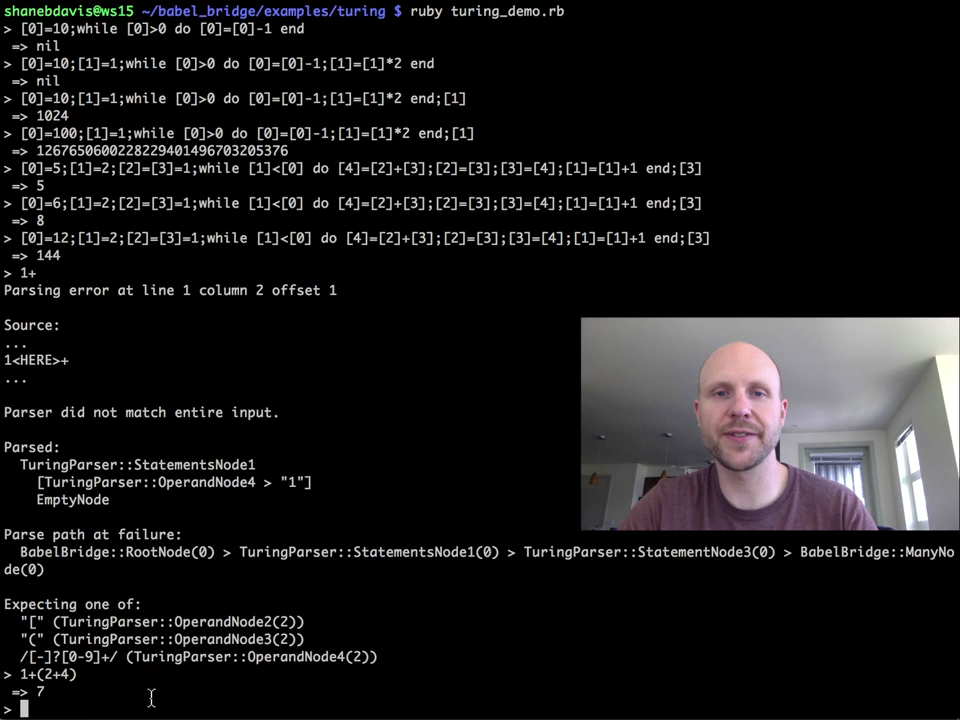 shanebdavis@ws15 ~/babel_bridge/examples/turing $ ruby turing_demo.rb
> [0]=10;while [0]>0 do [0]=[0]-1 end
=> nil
> [0]=10;[1]=1;while [0]>0 do [0]=[0]-1;[1]=[1]*2 end
=> nil
> [0]=10;[1]=1;while [0]>0 do [0]=[0]-1;[1]=[1]*2 end;[1]
=> 1024
> [0]=100;[1]=1;while [0]>0 do [0]=[0]-1;[1]=[1]*2 end;[1]
=> 1267650600228229401496703205376
> [0]=5;[1]=2;[2]=[3]=1;while [1]<[0] do [4]=[2]+[3];[2]=[3];[3]=[4];[1]=[1]+1 end;[3]
=> 5
> [0]=6;[1]=2;[2]=[3]=1;while [1]<[0] do [4]=[2]+[3];[2]=[3];[3]=[4];[1]=[1]+1 end;[3]
=> 8
> [0]=12;[1]=2;[2]=[3]=1;while [1]<[0] do [4]=[2]+[3];[2]=[3];[3]=[4];[1]=[1]+1 end;[3]
=> 144
> 1+
Parsing error at line 1 column 2 offset 1
Source:
...
1<HERE>+
...
Parser did not match entire input.
Parsed:
TuringParser::StatementsNode1
[TuringParser::OperandNode4 > "1"]
EmptyNode
Parse path at failure:
BabelBridge::RootNode(0) > TuringParser::StatementsNode1(0) > TuringParser::StatementNode3(0) > BabelBridge::ManyNo
de(0)
Expecting one of:
"[" (TuringParser::OperandNode2(2))
"(" (TuringParser::OperandNode3(2))
/[-]?[0-9]+/ (TuringParser::OperandNode4(2))
> 1+(2+4)
=> 7
>